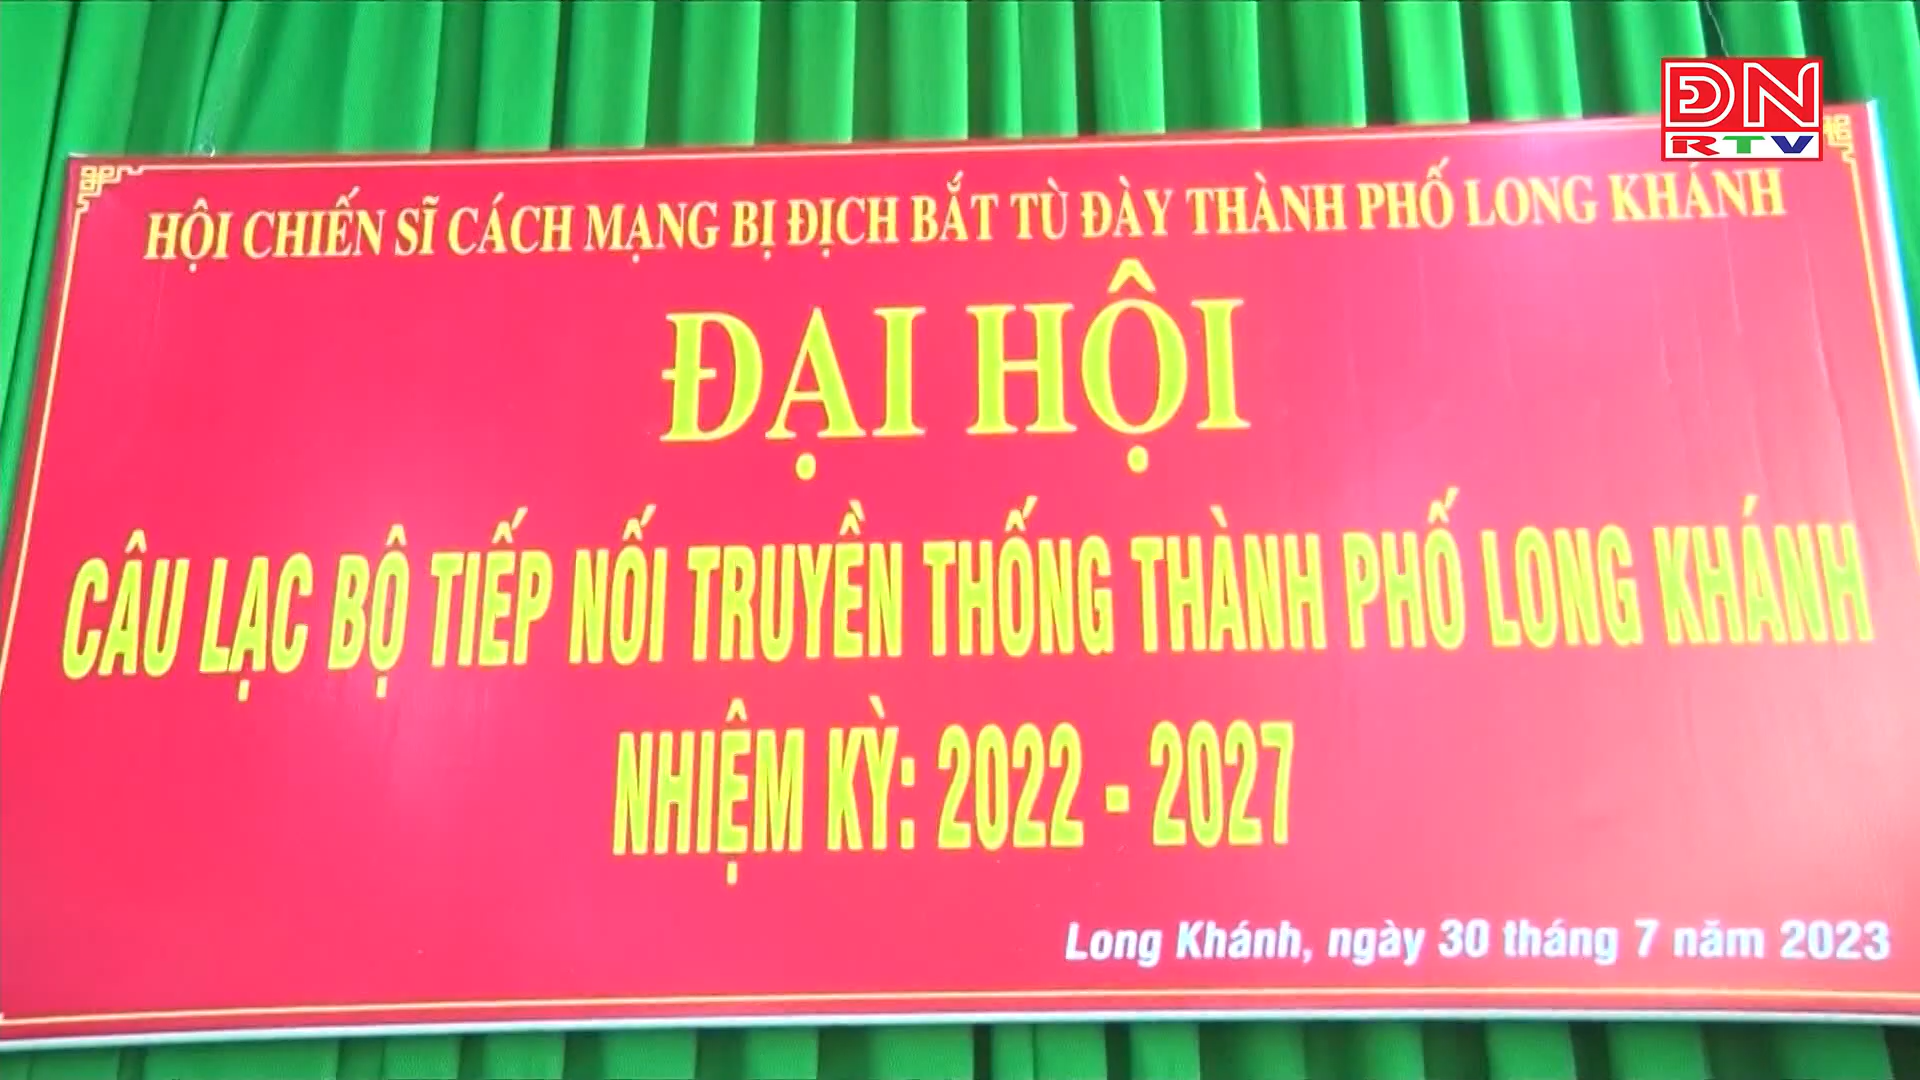 ĐN
RTV
HỘI CHIẾN SĨ CÁCH MẠNG BỊ ĐỊCH BẮT TÙ ĐÀY THÀNH PHỐ LONG KHÁNH
ĐẠI HỘI
CÂU LẠC BỘ TIẾP NỐI TRUYỀN THỐNG THÀNH PHỐ LONG KHÁNH
NHIỆM KỲ: 2022 - 2027
Long Khánh, ngày 30 tháng 7 năm 2023